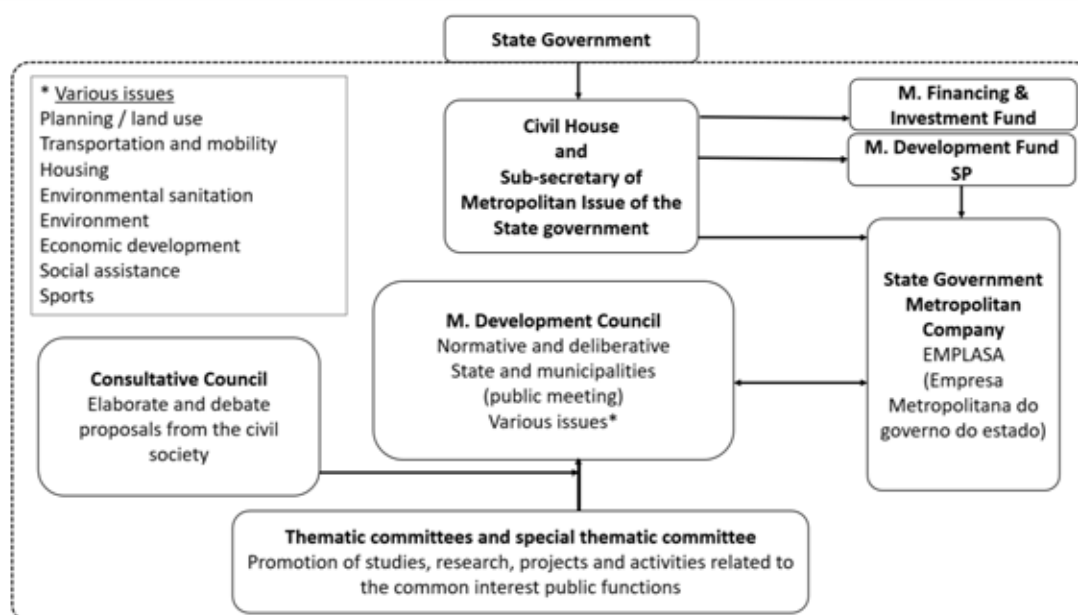 State Government
* Various issues
Planning / land use
Transportation and mobility
Housing
Environmental sanitation
Environment
Economic development
Social assistance
Sports
Civil House
and
Sub-secretary of
Metropolitan Issue of the
State government
M. Financing &
Investment Fund
M. Development Fund
SP
State Government
Metropolitan
Company
EMPLASA
(Empresa
Metropolitana do
governo do estado)
M. Development Council
Normative and deliberative
State and municipalities
(public meeting)
Various issues*
Consultative Council
Elaborate and debate
proposals from the civil
society
Thematic committees and special thematic committee
Promotion of studies, research, projects and activities related to
the common interest public functions